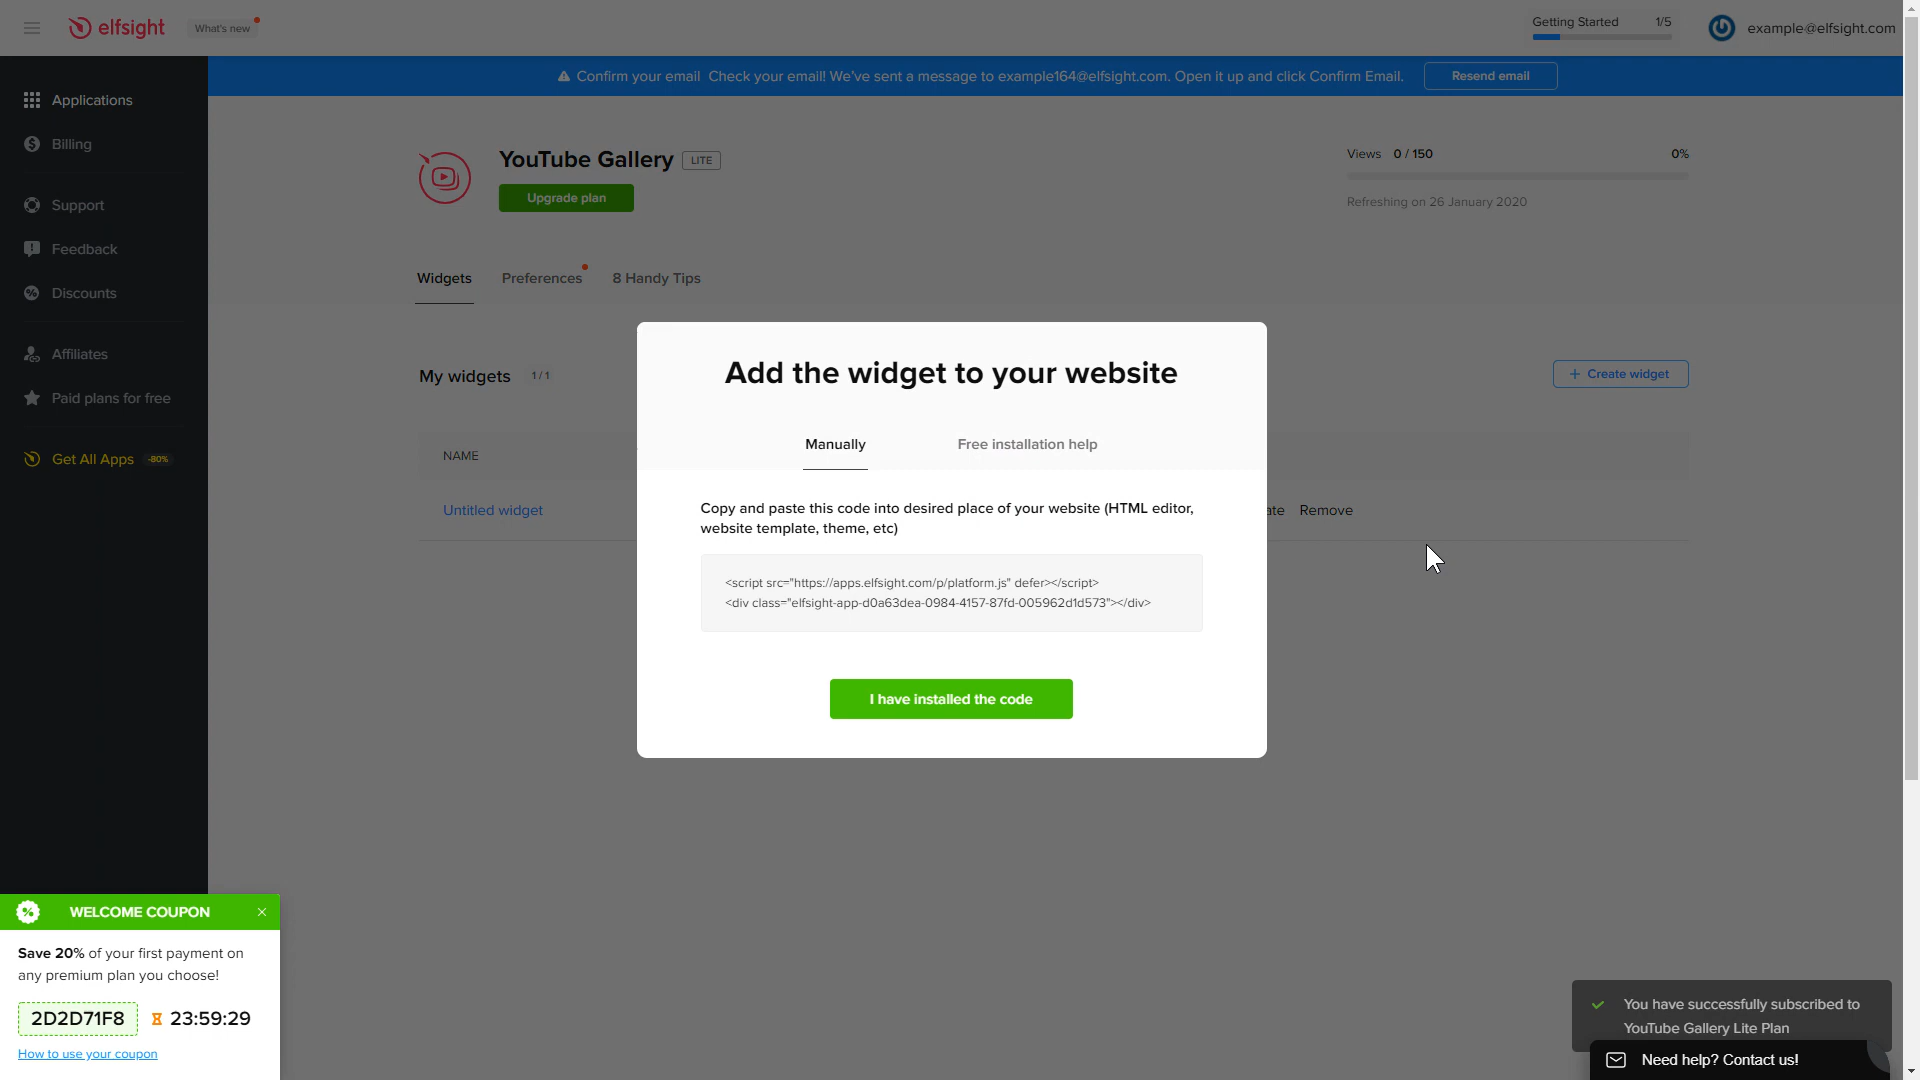 elfsight
What's new
Getting Started 1/5
example@elfsight.com
Confirm your email Check your email! We've sent a message to example164@elfsight.com. Open it up and click Confirm Email.
Resend email
Applications
Billing
Support
Feedback
Discounts
Affiliates
Paid plans for free
Get All Apps -80%
YouTube Gallery LITE
Upgrade plan
Views 0 / 150 0%
Refreshing on 26 January 2020
Widgets Preferences 8 Handy Tips
My widgets 1 / 1
+ Create widget
NAME
Untitled widget
ate Remove
Add the widget to your website
Manually Free installation help
Copy and paste this code into desired place of your website (HTML editor,
website template, theme, etc)
<script src="https://apps.elfsight.com/p/platform.js" defer></script>
<div class="elfsight-app-d0a63dea-0984-4157-87fd-005962d1d573"></div>
I have installed the code
WELCOME COUPON
Save 20% of your first payment on
any premium plan you choose!
2D2D71F8 23:59:29
How to use your coupon
You have successfully subscribed to
YouTube Gallery Lite Plan
Need help? Contact us!